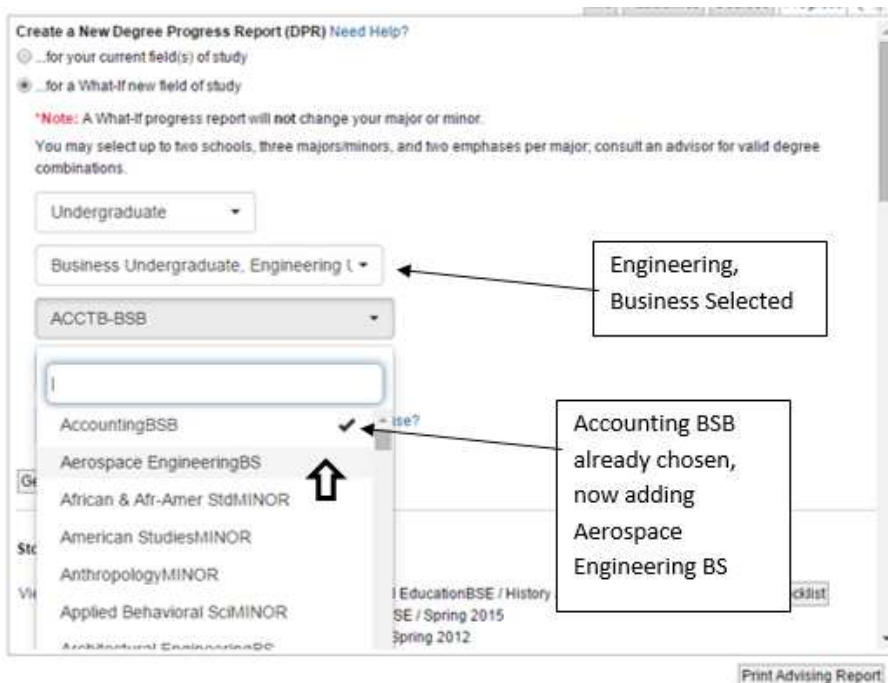 Create a New Degree Progress Report (DPR) Need Help?
...for your current field(s) of study
...for a What-If new field of study
*Note: A What-If progress report will not change your major or minor.
You may select up to two schools, three majors/minors, and two emphases per major; consult an advisor for valid degree
combinations.
Undergraduate
Business Undergraduate, Engineering
Engineering,
Business Selected
ACCTB-BSB
AccountingBSB
Aerospace EngineeringBS
African & Afr-Amer StdMINOR
American StudiesMINOR
AnthropologyMINOR
Applied Behavioral SciMINOR
Architectural EngineeringBS
Accounting BSB
already chosen,
now adding
Aerospace
Engineering BS
EducationBSE / History
SE / Spring 2015
Spring 2012
Print Advising Report